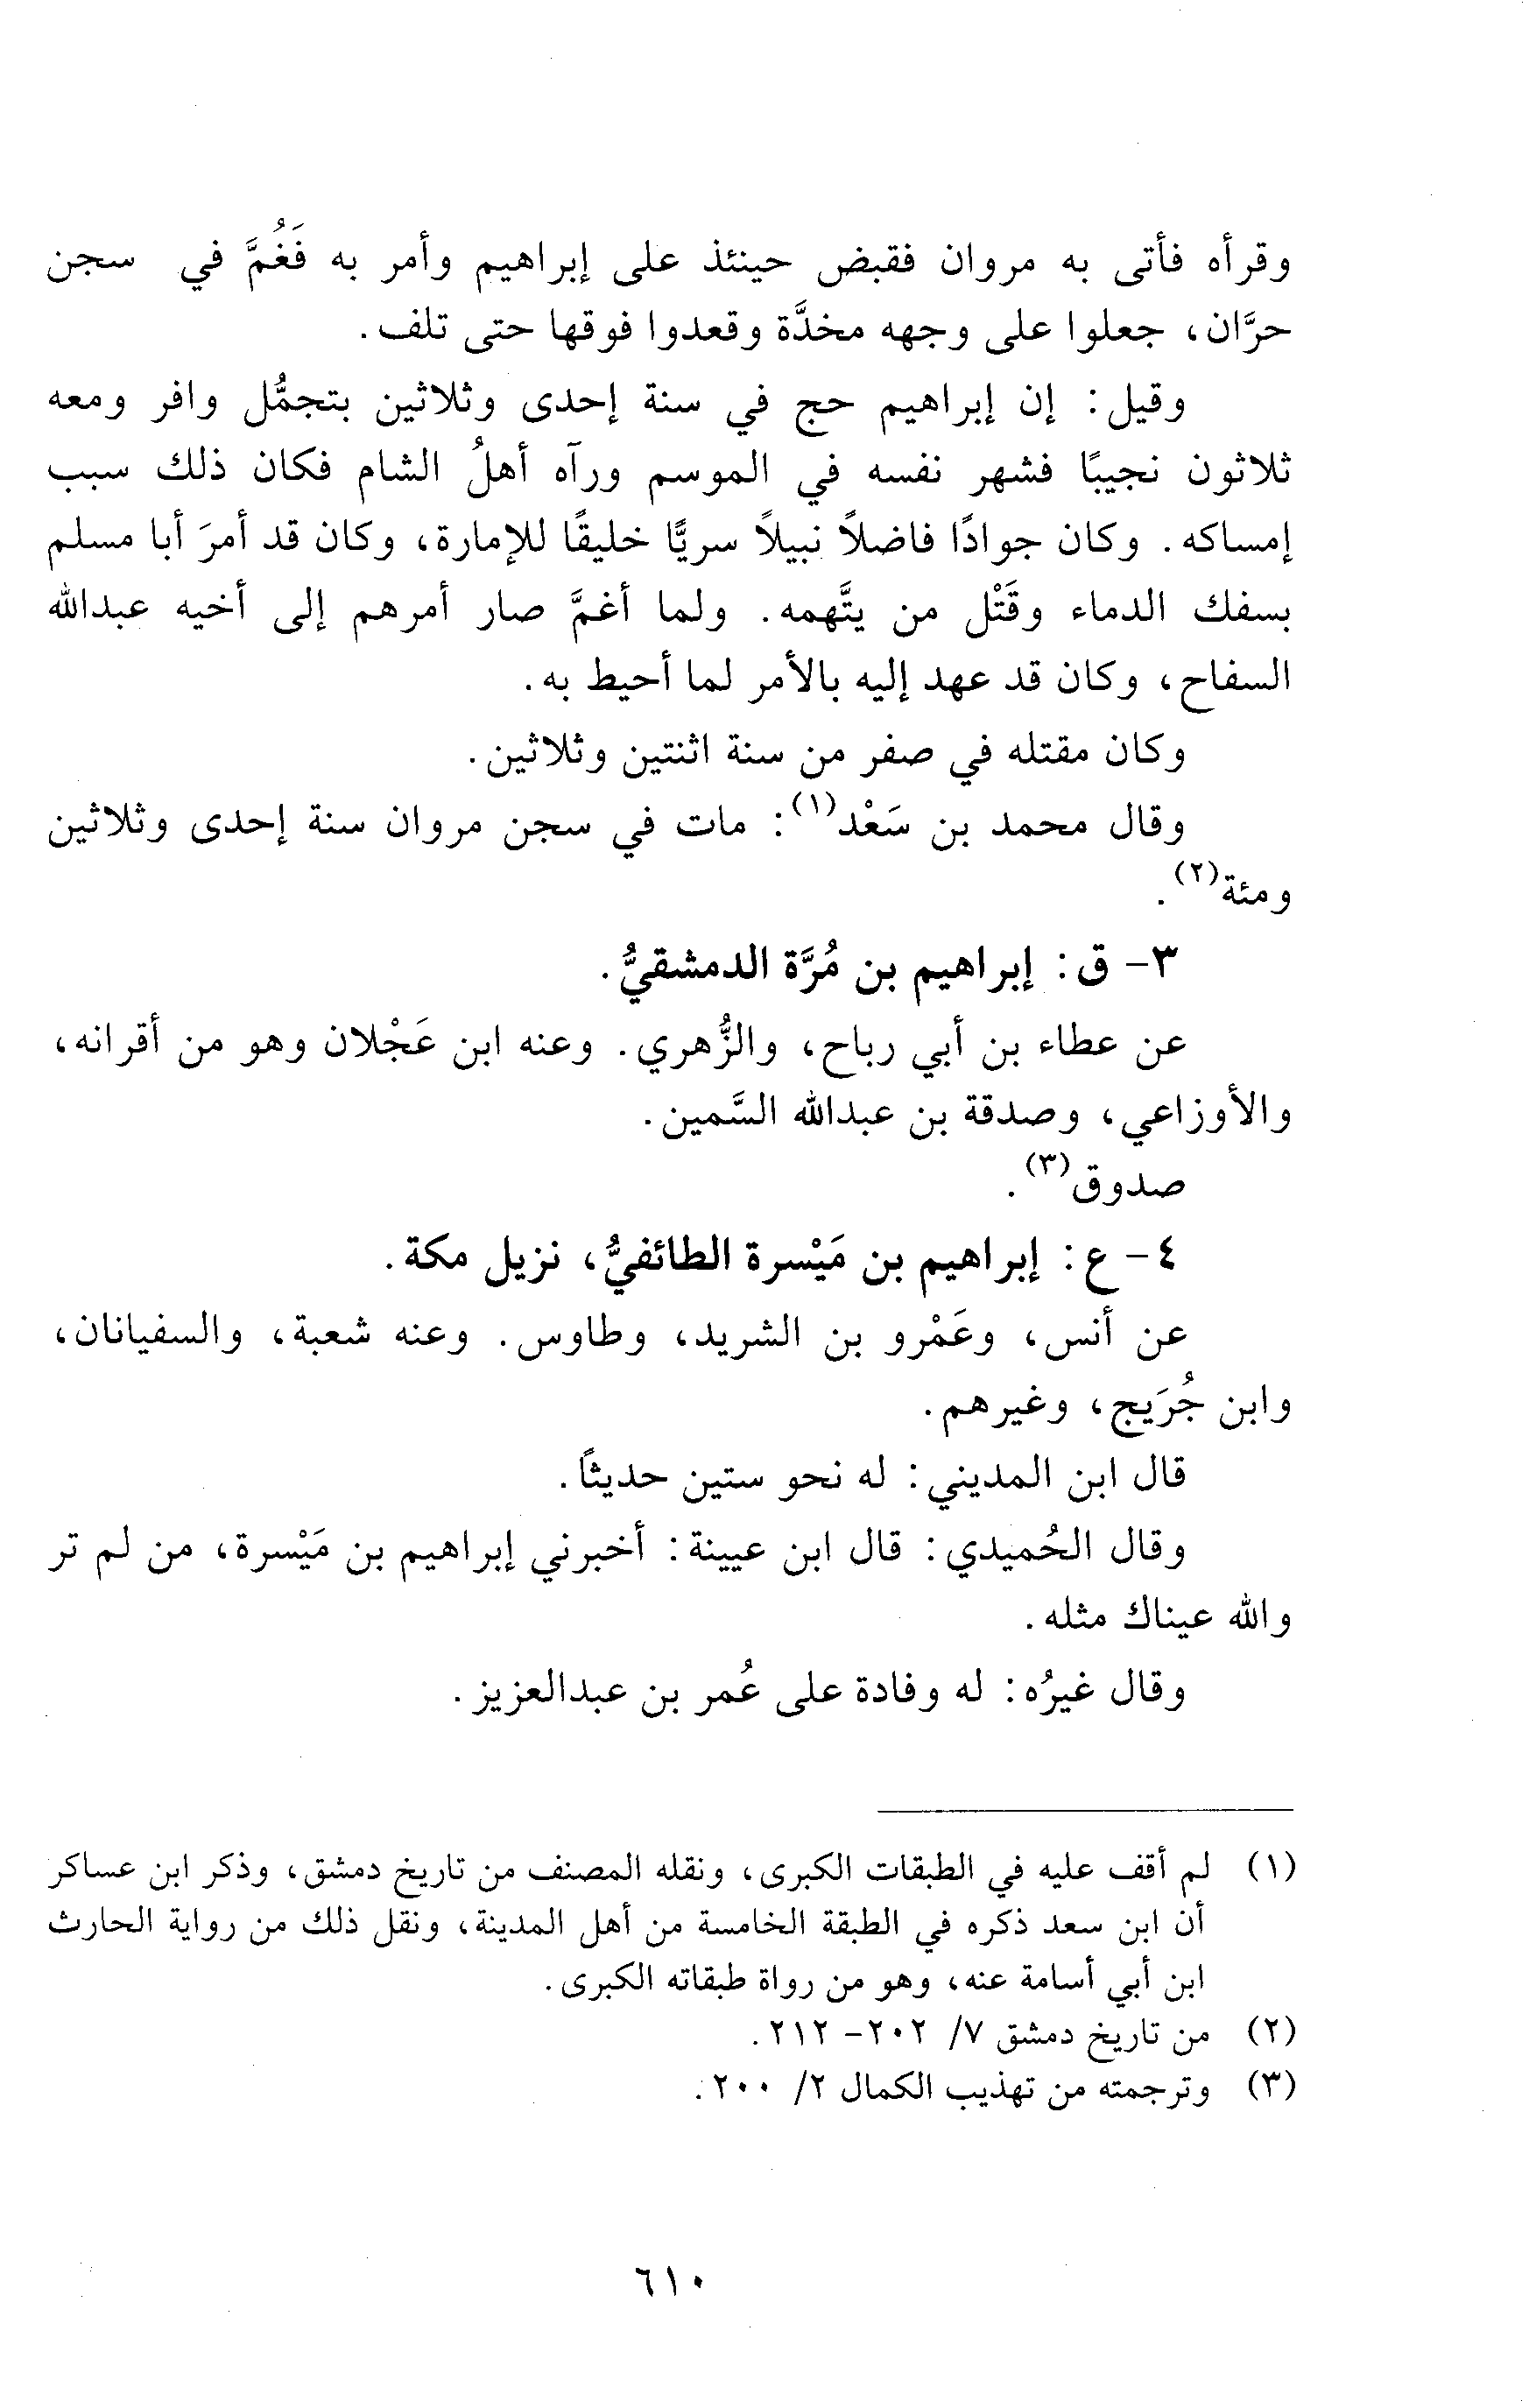 وقرأه فأتى به مروان فقبض حينئذ على إبراهيم وأمر به فَغُمَّ في سجن
حرَّان، جعلوا على وجهه مخدَّة وقعدوا فوقها حتى تلف.
وقيل: إن إبراهيم حج في سنة إحدى وثلاثين بتجمُّل وافر ومعه
ثلاثون نجيبًا فشهر نفسه في الموسم ورآه أهلُ الشام فكان ذلك سبب
إمساكه. وكان جوادًا فاضلاً نبيلاً سريًّا خليقًا للإمارة، وكان قد أمرَ أبا مسلم
بسفك الدماء وقَتْل من يتَّهمه. ولما أغمَّ صار أمرهم إلى أخيه عبدالله
السفاح، وكان قد عهد إليه بالأمر لما أحيط به.
وكان مقتله في صفر من سنة اثنتين وثلاثين.
وقال محمد بن سَعْد(١): مات في سجن مروان سنة إحدى وثلاثين
ومئة(٢).
٣- ق: إبراهيم بن مُرَّة الدمشقيُّ.
عن عطاء بن أبي رباح، والزُّهري. وعنه ابن عَجْلان وهو من أقرانه،
والأوزاعي، وصدقة بن عبدالله السَّمين.
صدوق(٣).
٤- ع: إبراهيم بن مَيْسرة الطائفيُّ، نزيل مكة.
عن أنس، وعَمْرو بن الشريد، وطاوس. وعنه شعبة، والسفيانان،
وابن جُرَيج، وغيرهم.
قال ابن المديني: له نحو ستين حديثًا.
وقال الحُميدي: قال ابن عيينة: أخبرني إبراهيم بن مَيْسرة، من لم تر
والله عيناك مثله.
وقال غيرُه: له وفادة على عُمر بن عبدالعزيز.
(١) لم أقف عليه في الطبقات الكبرى، ونقله المصنف من تاريخ دمشق، وذكر ابن عساكر
أن ابن سعد ذكره في الطبقة الخامسة من أهل المدينة، ونقل ذلك من رواية الحارث
ابن أبي أسامة عنه، وهو من رواة طبقاته الكبرى.
(٢) من تاريخ دمشق ٧/ ٢٠٢- ٢١٢.
(٣) وترجمته من تهذيب الكمال ٢/ ٢٠٠.
٦١٠